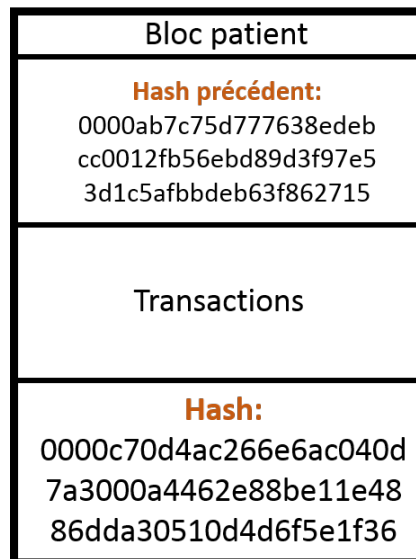 Bloc patient
Hash précédent:
0000ab7c75d777638edeb
cc0012fb56ebd89d3f97e5
3d1c5afbbdeb63f862715
Transactions
Hash:
0000c70d4ac266e6ac040d
7a3000a4462e88be11e48
86dda30510d4d6f5e1f36